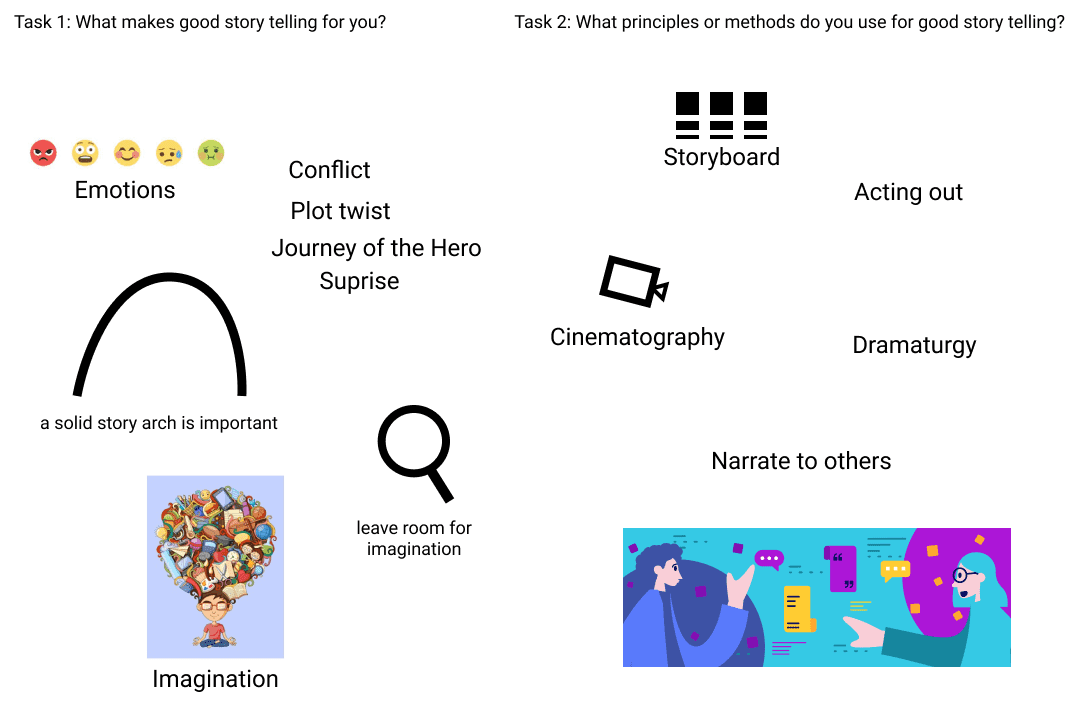 Task 1: What makes good story telling for you?
Emotions
Conflict
Plot twist
Journey of the Hero
Suprise
a solid story arch is important
leave room for
imagination
Imagination
Task 2: What principles or methods do you use for good story telling?
Storyboard
Acting out
Cinematography
Dramaturgy
Narrate to others